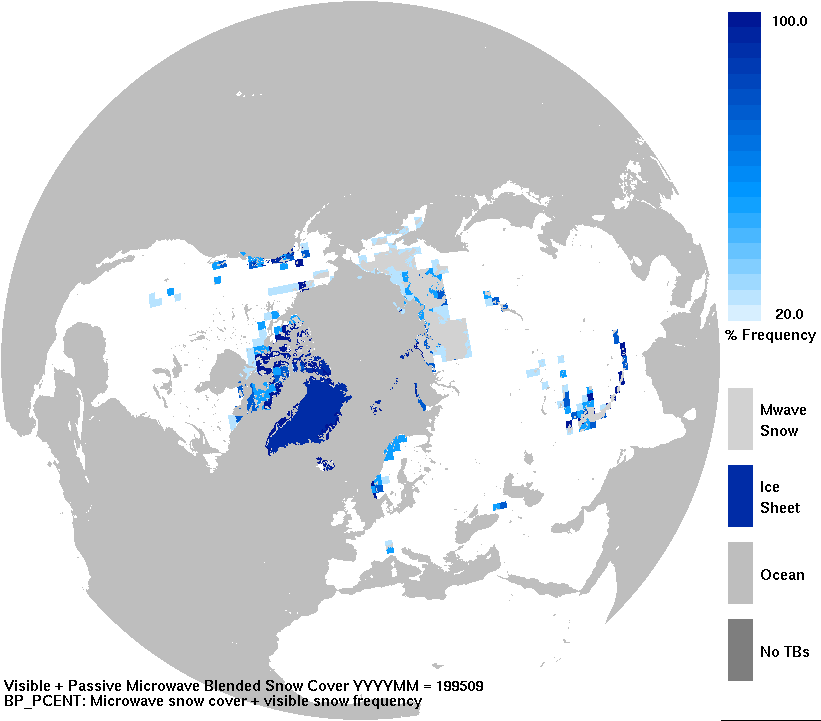 100.0
20.0
% Frequency
Mwave
Snow
Ice
Sheet
Ocean
No TBs
Visible + Passive Microwave Blended Snow Cover YYYYMM = 199509
BP_PCENT: Microwave snow cover + visible snow frequency